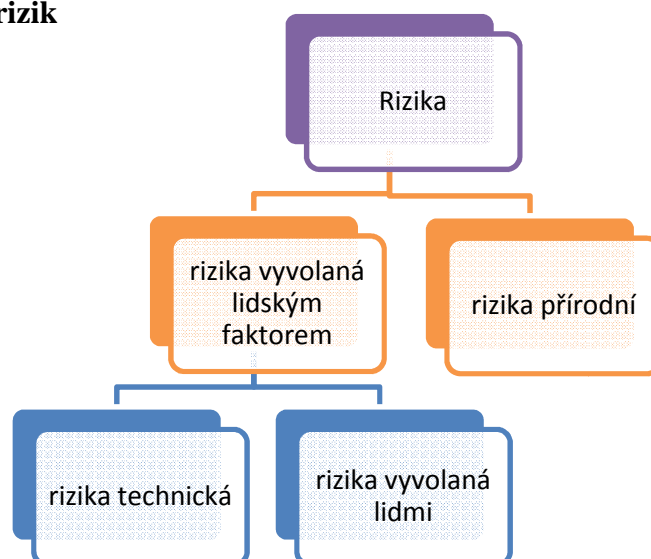 rizik
Rizika
rizika vyvolaná
lidským
faktorem
rizika přírodní
rizika technická
rizika vyvolaná
lidmi